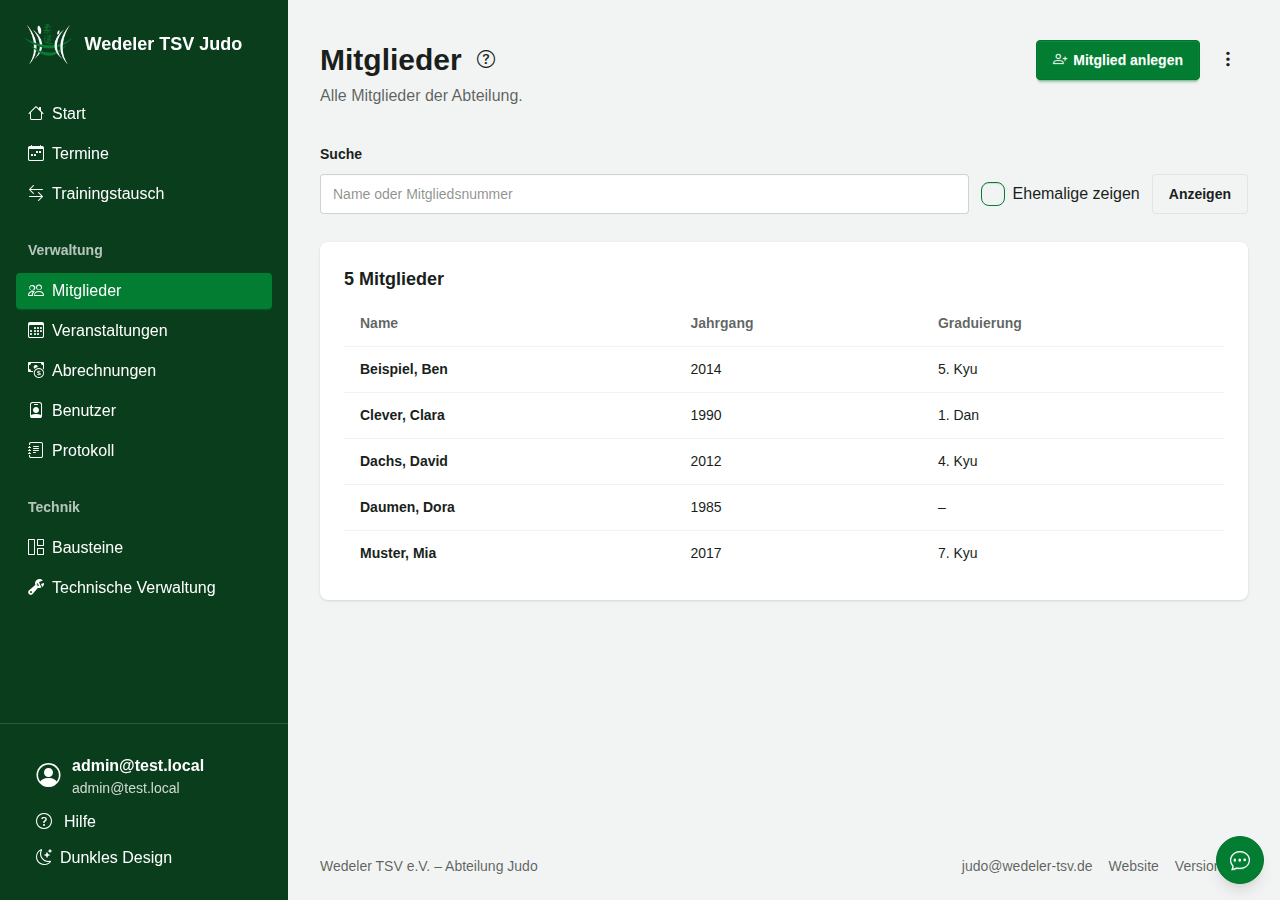 Wedeler TSV Judo
Start
Termine
Trainingstausch
Verwaltung
Mitglieder
Veranstaltungen
Abrechnungen
Benutzer
Protokoll
Technik
Bausteine
Technische Verwaltung
admin@test.local
admin@test.local
Hilfe
Dunkles Design
Mitglieder
Alle Mitglieder der Abteilung.
Mitglied anlegen
Suche
Name oder Mitgliedsnummer
Ehemalige zeigen
Anzeigen
5 Mitglieder
Name Jahrgang Graduierung
Beispiel, Ben 2014 5. Kyu
Clever, Clara 1990 1. Dan
Dachs, David 2012 4. Kyu
Daumen, Dora 1985 –
Muster, Mia 2017 7. Kyu
Wedeler TSV e.V. – Abteilung Judo
judo@wedeler-tsv.de Website